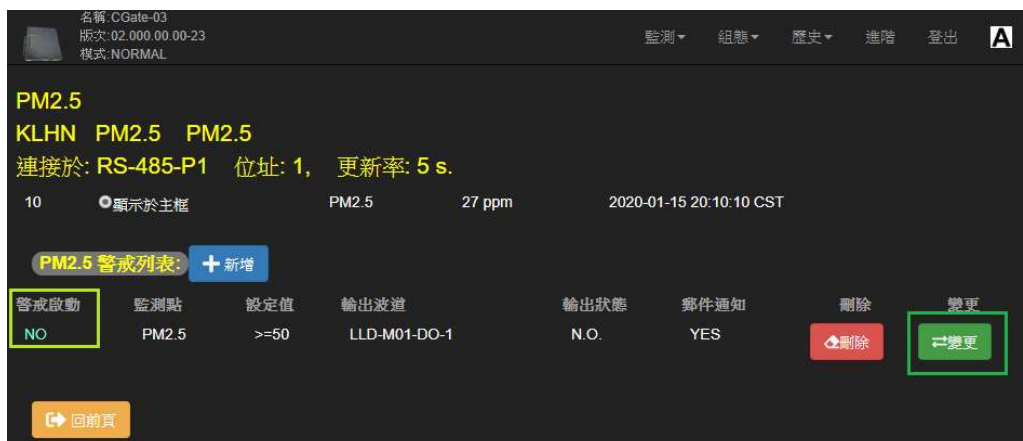 名稱:CGate-03
版次:02.000.00.00-23
模式:NORMAL
監測 組態 歷史 進階 登出 A
PM2.5
KLHN PM2.5 PM2.5
連接於: RS-485-P1 位址: 1, 更新率: 5 s.
10 顯示於主框 PM2.5 27 ppm 2020-01-15 20:10:10 CST
PM2.5 警戒列表: 新增
警戒啟動 監測點 設定值 輸出波道 輸出狀態 郵件通知 刪除 變更
NO PM2.5 >=50 LLD-M01-DO-1 N.O. YES 刪除 變更
回前頁